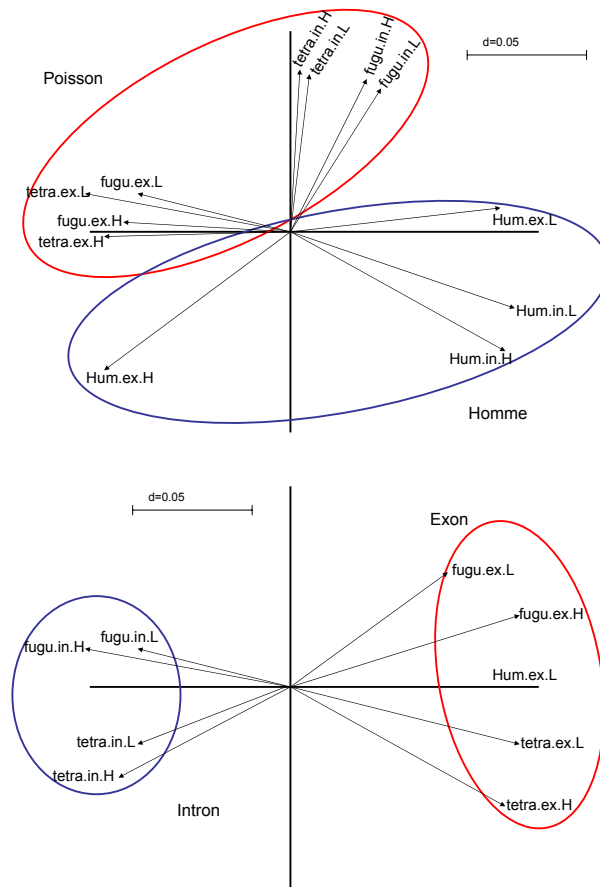 tetra.in.H
tetra.in.L
fugu.in.H
fugu.in.L
d=0.05
Poisson
fugu.ex.L
tetra.ex.L
fugu.ex.H
tetra.ex.H
Hum.ex.L
Hum.in.L
Hum.in.H
Hum.ex.H
Homme
d=0.05
Exon
fugu.ex.L
fugu.ex.H
fugu.in.L
fugu.in.H
Hum.ex.L
tetra.in.L
tetra.ex.L
tetra.in.H
tetra.ex.H
Intron